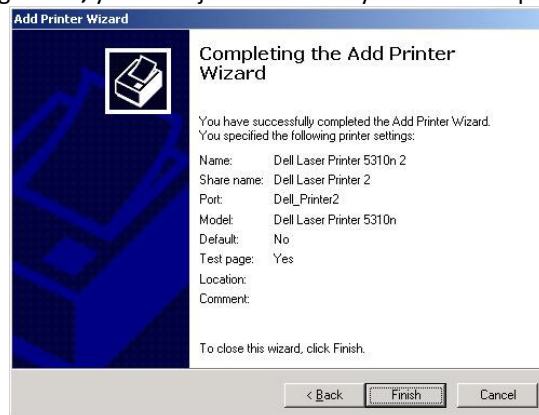 Add Printer Wizard
Completing the Add Printer
Wizard
You have successfully completed the Add Printer Wizard.
You specified the following printer settings:
Name: Dell Laser Printer 5310n 2
Share name: Dell Laser Printer 2
Port: Dell_Printer2
Model: Dell Laser Printer 5310n
Default: No
Test page: Yes
Location:
Comment:
To close this wizard, click Finish.
< Back Finish Cancel